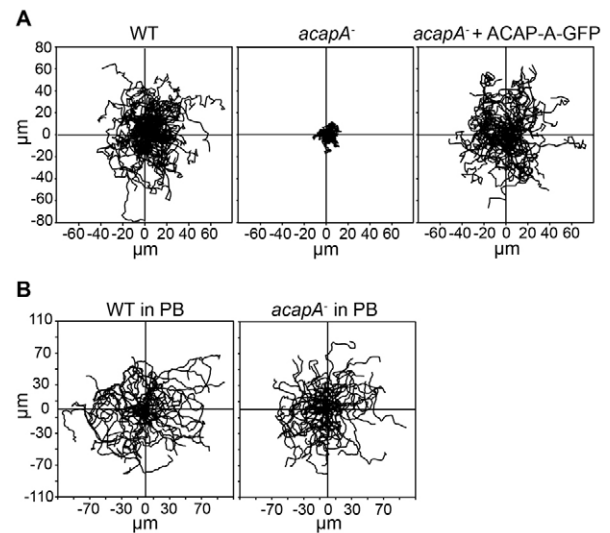 A
WT
acapA-
acapA- + ACAP-A-GFP
80
60
40
20
0
-20
-40
-60
-80
µm
-60 -40 -20 0 20 40 60
-60 -40 -20 0 20 40 60
-60 -40 -20 0 20 40 60
µm
µm
µm
B
WT in PB
acapA- in PB
110
70
30
0
-30
-70
-110
µm
-70 -30 0 30 70
-70 -30 0 30 70
µm
µm